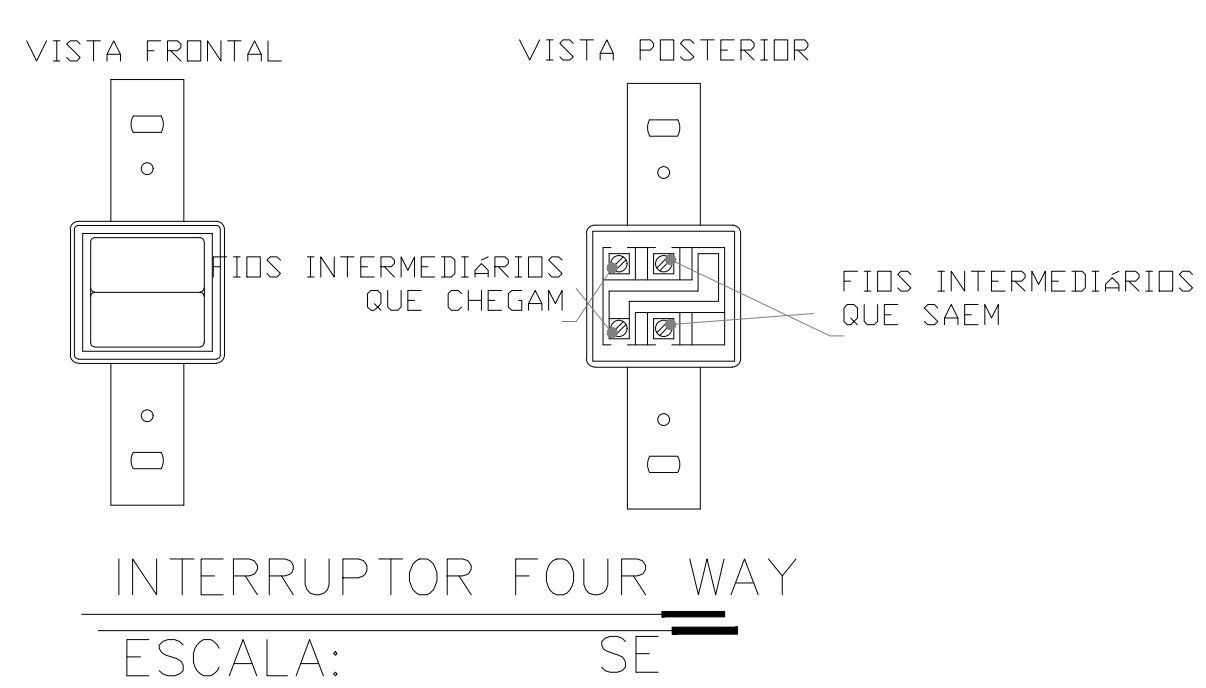 VISTA FRONTAL
VISTA POSTERIOR
FIOS INTERMEDIÁRIOS
QUE CHEGAM
FIOS INTERMEDIÁRIOS
QUE SAEM
INTERRUPTOR FOUR WAY
ESCALA: SE